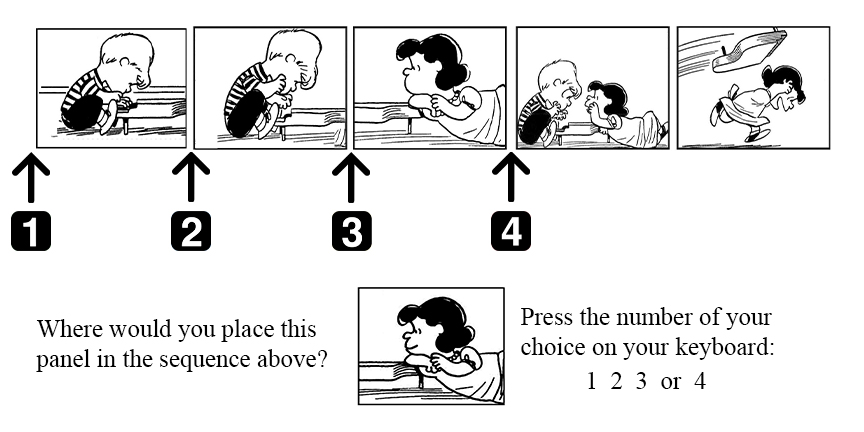 1 2 3 4
Where would you place this
panel in the sequence above?
Press the number of your
choice on your keyboard:
1 2 3 or 4